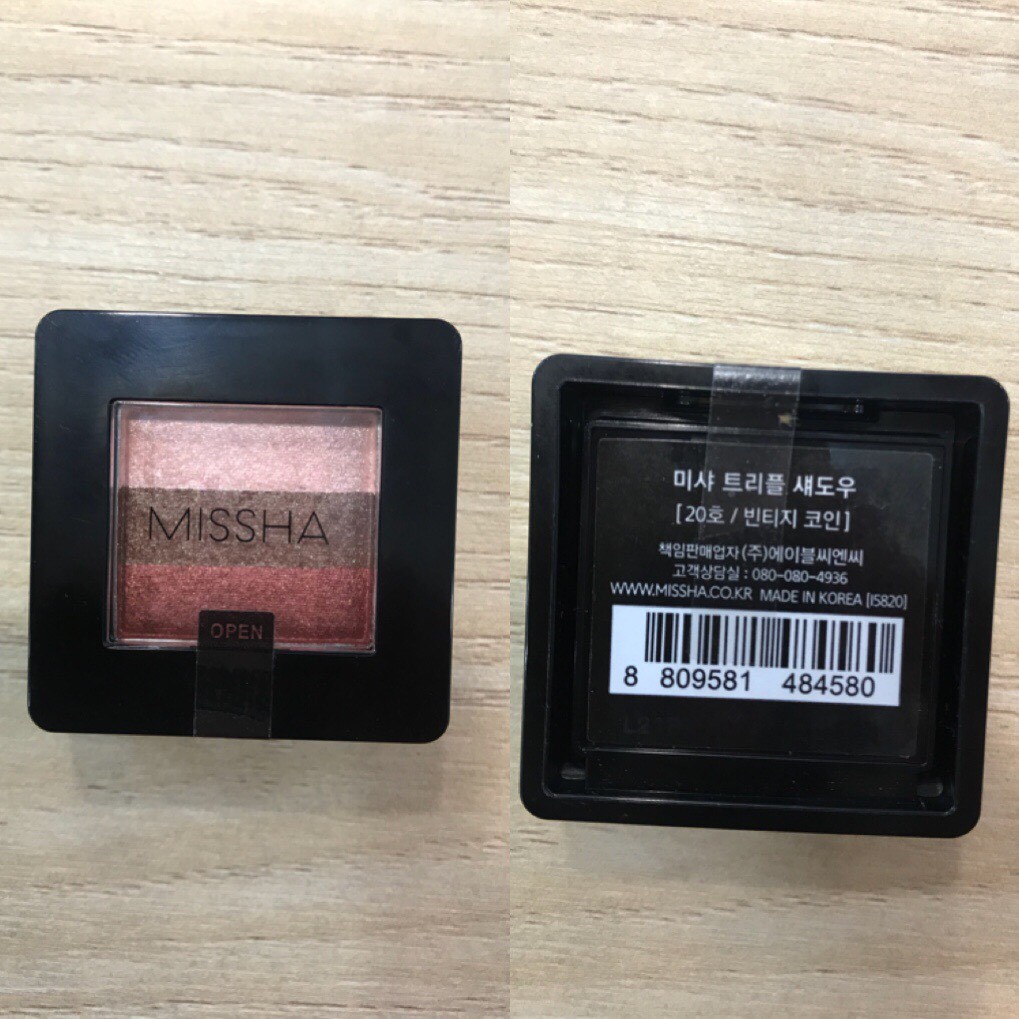 MISSHA
OPEN
미샤 트리플 섀도우
[20호 / 빈티지 코인]
책임판매업자 (주)에이블씨엔씨
고객상담실 : 080-080-4936
WWW.MISSHA.CO.KR MADE IN KOREA [I5820]
8 809581 484580